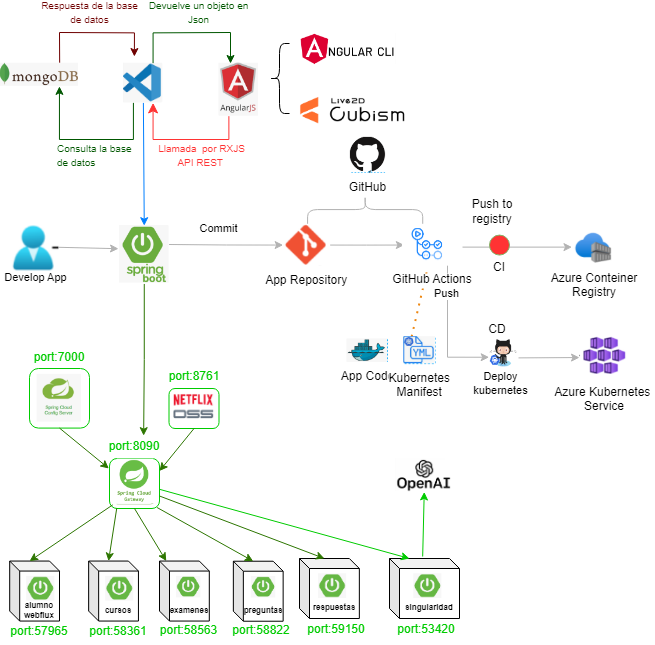 Respuesta de la base
de datos
Devuelve un objeto en
Json
mongoDB
AngularJS
ANGULAR CLI
Live2D
Cubism
Consulta la base
de datos
Llamada por RXJS
API REST
GitHub
Push to
registry
Commit
spring
boot
Develop App
App Repository
GitHub Actions
Push
CI
Azure Conteiner
Registry
CD
YML
App Code
Kubernetes
Manifest
Deploy
kubernetes
Azure Kubernetes
Service
port:7000
Spring Cloud
Config Server
port:8761
NETFLIX
OSS
port:8090
Spring Cloud
Gateway
OpenAI
alumno
webflux
cursos
examenes
preguntas
respuestas
singularidad
port:57965
port:58361
port:58563
port:58822
port:59150
port:53420